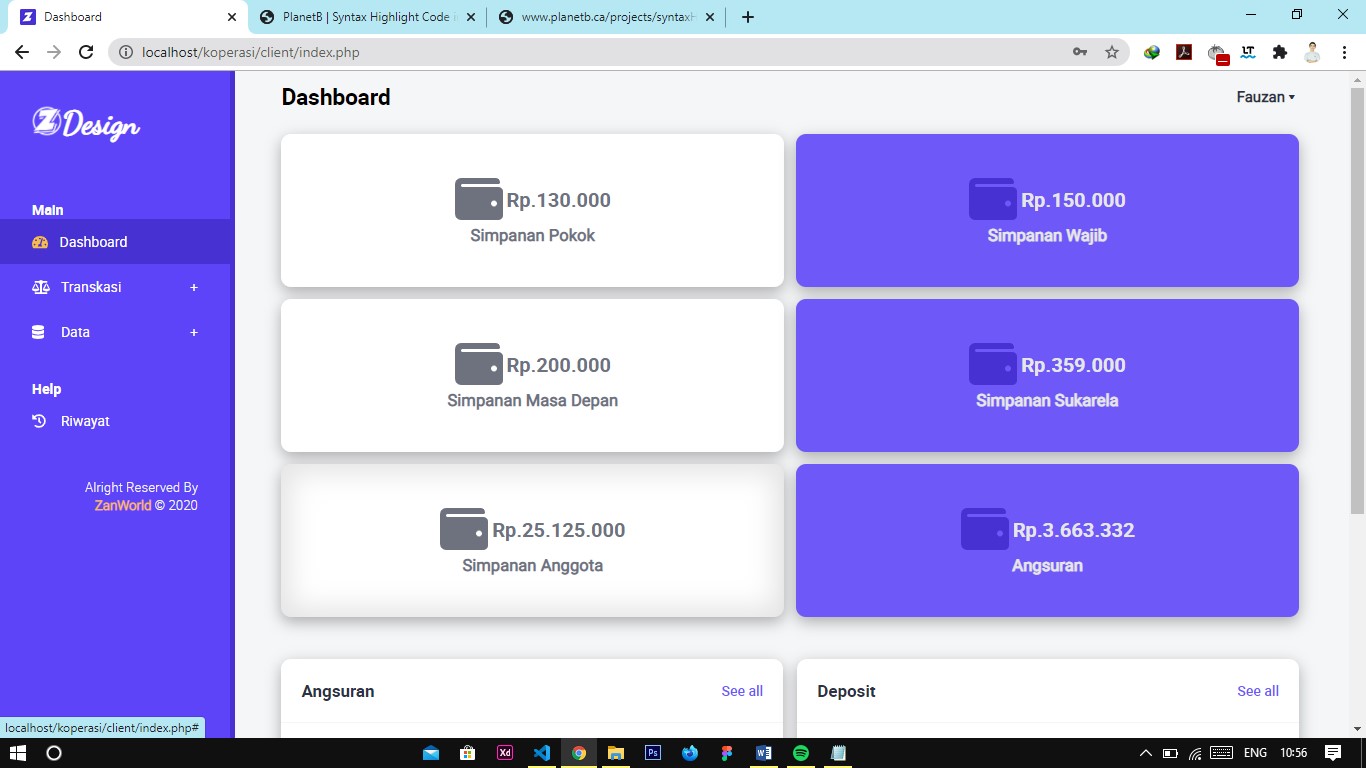 Dashboard
PlanetB | Syntax Highlight Code
www.planetb.ca/projects/syntaxH
localhost/koperasi/client/index.php
Z Design
Dashboard
Fauzan
Main
Dashboard
Transkasi +
Data +
Help
Riwayat
Alright Reserved By
ZanWorld © 2020
Rp.130.000
Simpanan Pokok
Rp.150.000
Simpanan Wajib
Rp.200.000
Simpanan Masa Depan
Rp.359.000
Simpanan Sukarela
Rp.25.125.000
Simpanan Anggota
Rp.3.663.332
Angsuran
Angsuran See all
Deposit See all
localhost/koperasi/client/index.php#
ENG 10:56